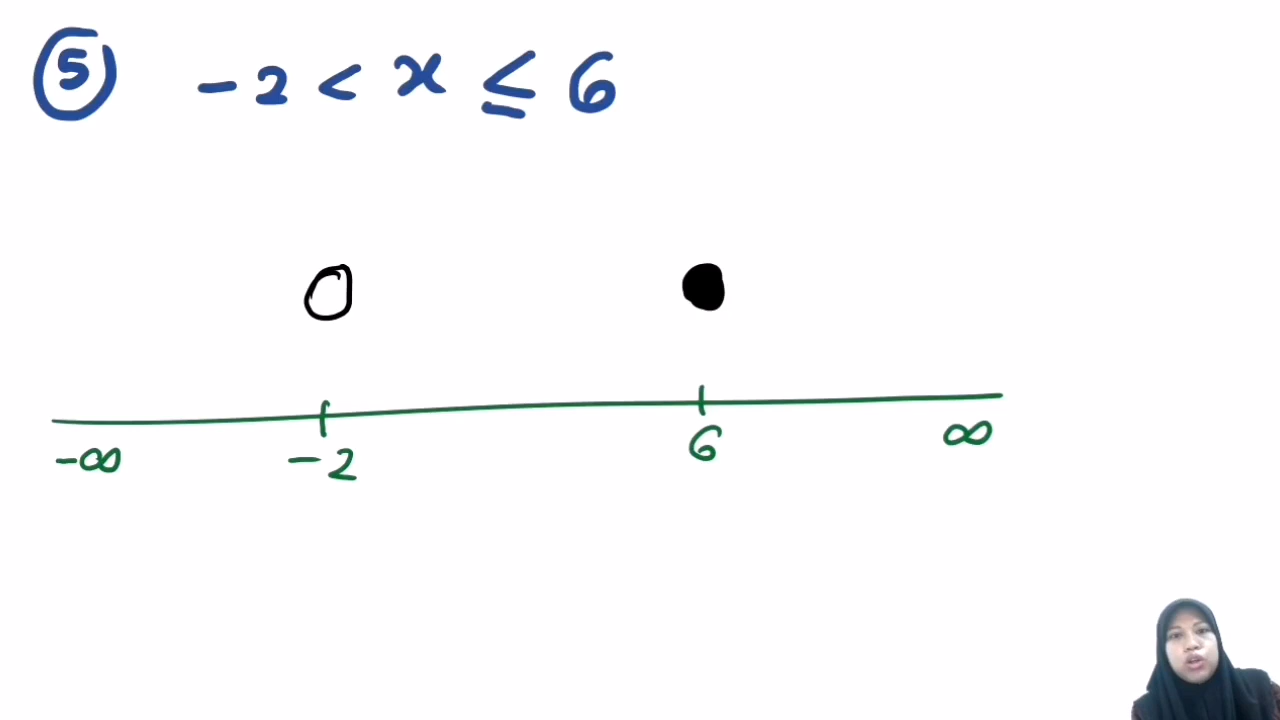 ⑤ -2 < x ≤ 6
-∞ -2 6 ∞